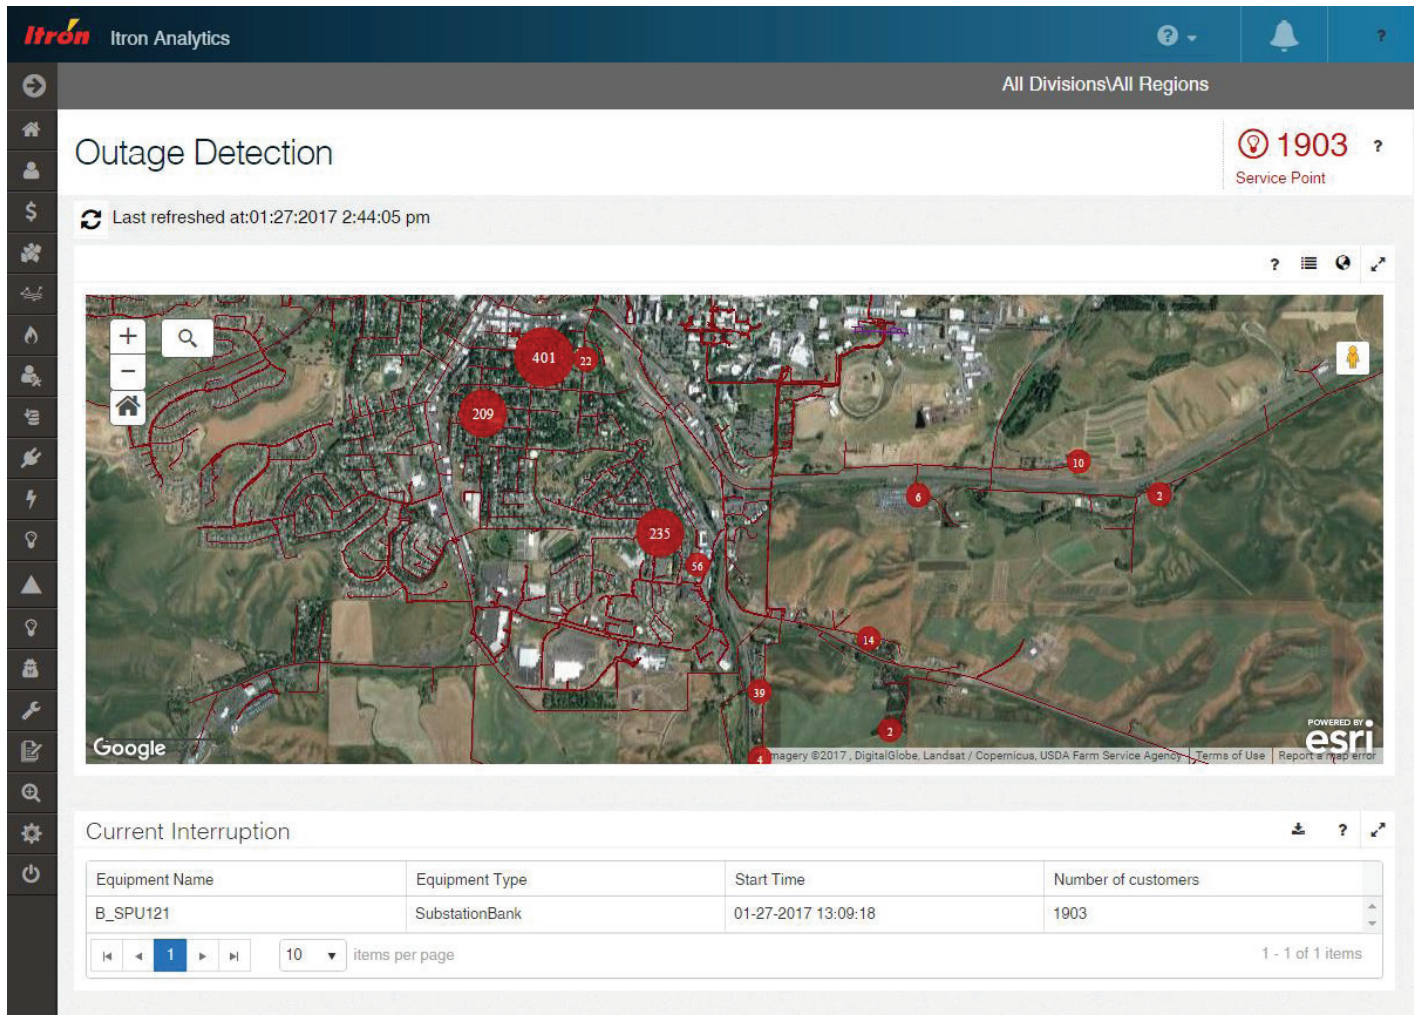 Itron Itron Analytics ? ?
All Divisions\All Regions
Outage Detection
1903 ?
Service Point
Last refreshed at:01:27:2017 2:44:05 pm
?
+
401
22
−
209
10
6
2
235
56
14
39
2
POWERED BY
esri
Google
4
magery ©2017 , DigitalGlobe, Landsat / Copernicus, USDA Farm Service Agency Terms of Use Report a map error
Current Interruption ?
Equipment Name Equipment Type Start Time Number of customers
B_SPU121 SubstationBank 01-27-2017 13:09:18 1903
1 10 items per page 1 - 1 of 1 items